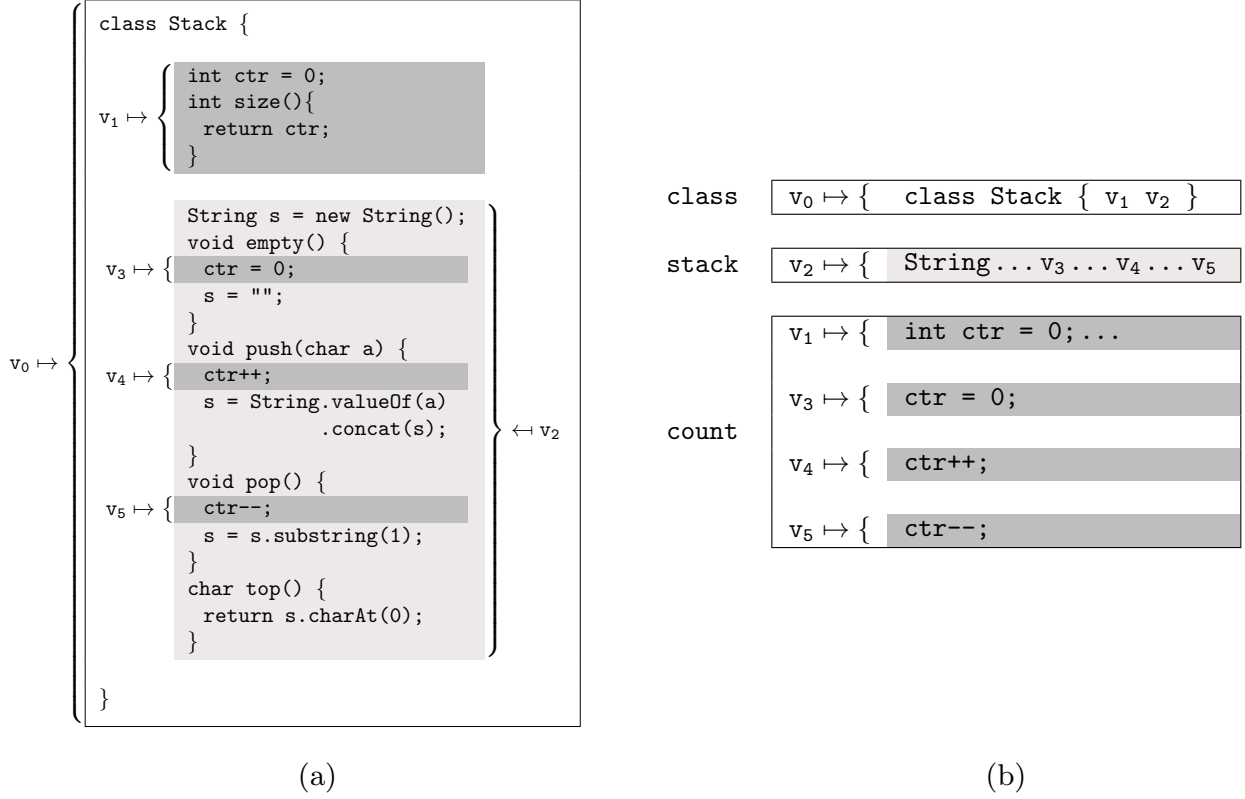 class Stack {
int ctr = 0;
int size(){
v1 ↦ {
return ctr;
}
String s = new String();
void empty() {
v3 ↦ { ctr = 0;
s = "";
}
v0 ↦ {
void push(char a) {
v4 ↦ { ctr++;
s = String.valueOf(a)
.concat(s);
} ↤ v2
}
void pop() {
v5 ↦ { ctr--;
s = s.substring(1);
}
char top() {
return s.charAt(0);
}
}
(a)
class v0 ↦ { class Stack { v1 v2 }
stack v2 ↦ { String...v3...v4...v5
count
v1 ↦ { int ctr = 0;...
v3 ↦ { ctr = 0;
v4 ↦ { ctr++;
v5 ↦ { ctr--;
(b)